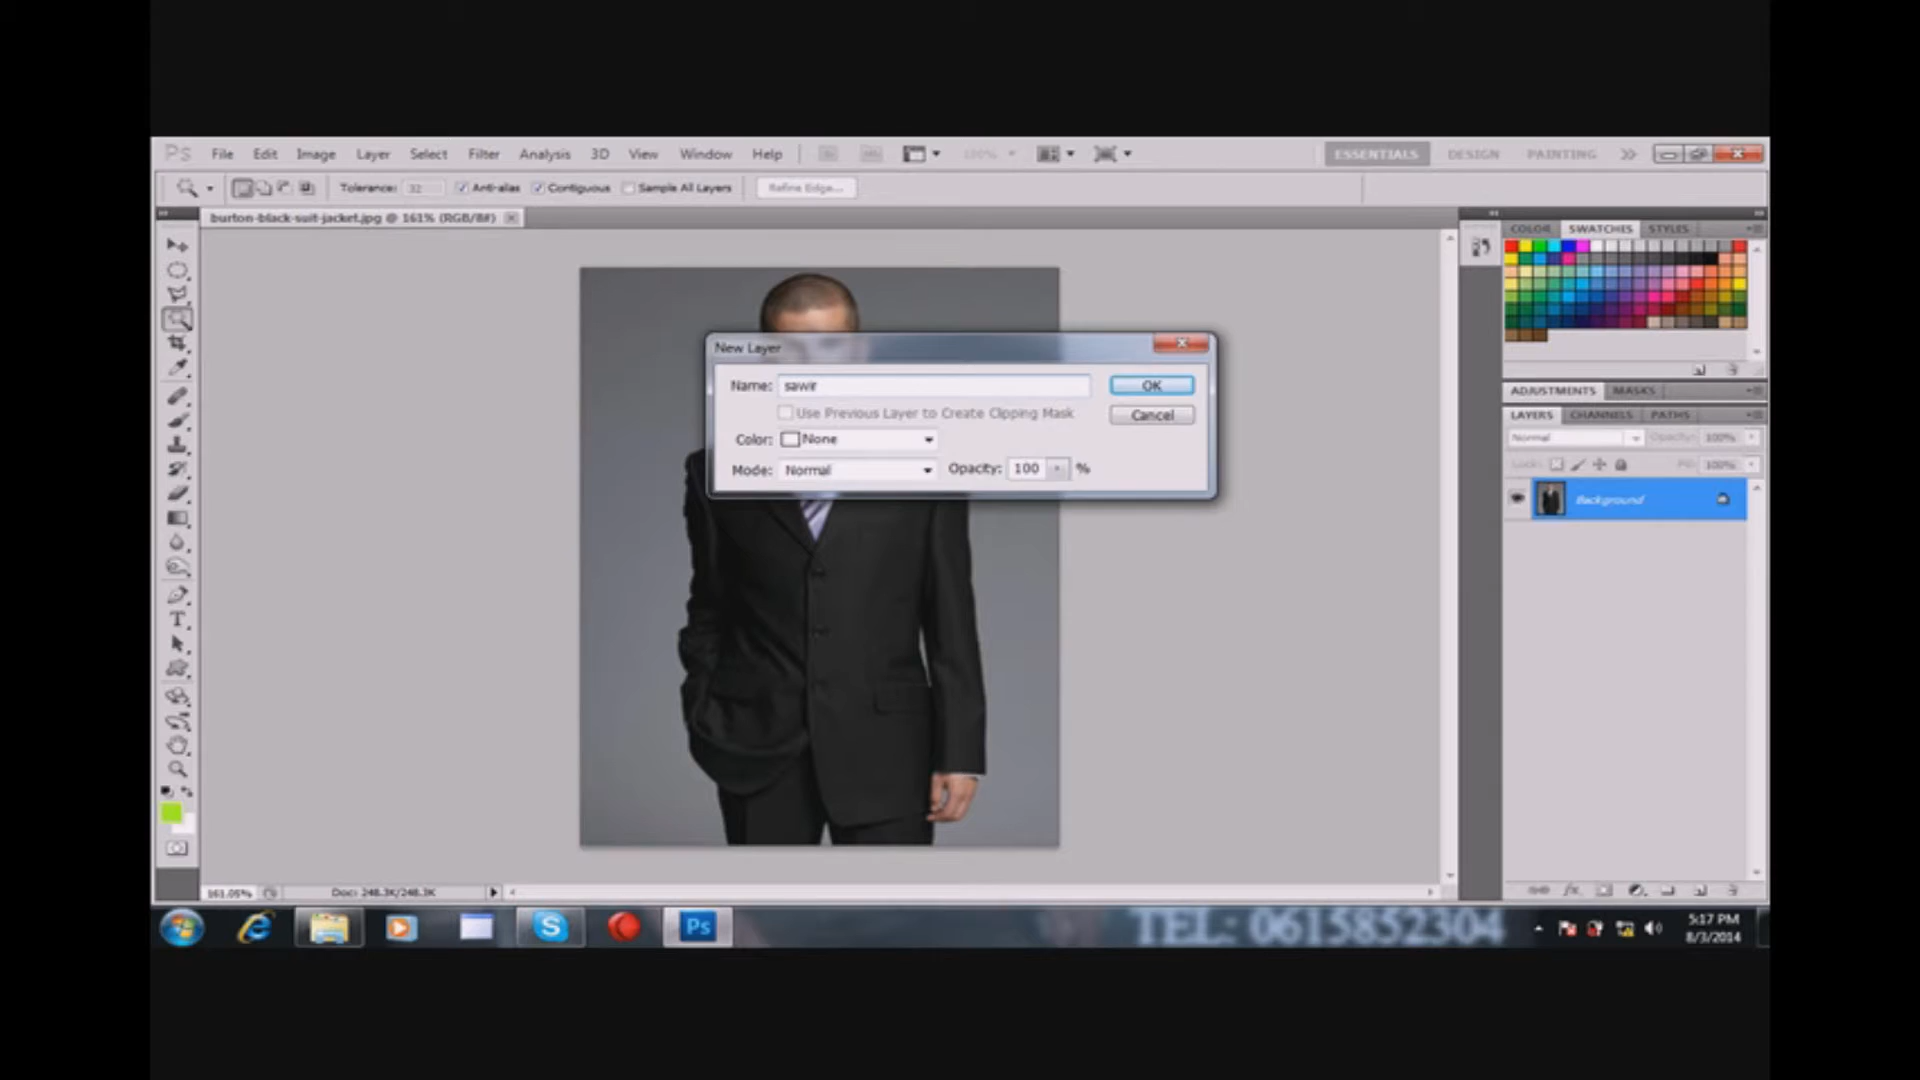 Ps File Edit Image Layer Select Filter Analysis 3D View Window Help 100% ESSENTIALS DESIGN PAINTING >>
Tolerance: 32 Anti-alias Contiguous Sample All Layers Refine Edge...
burton-black-suit-jacket.jpg @ 161% (RGB/8#)
COLOR SWATCHES STYLES
New Layer
Name: sawir OK
Use Previous Layer to Create Clipping Mask Cancel
Color: None
Mode: Normal Opacity: 100 %
ADJUSTMENTS MASKS
LAYERS CHANNELS PATHS
Normal Opacity: 100%
Lock: Fill: 100%
Background
161.05% Doc: 248.3K/248.3K
Ps TEL: 0615852304 5:17 PM
8/3/2014